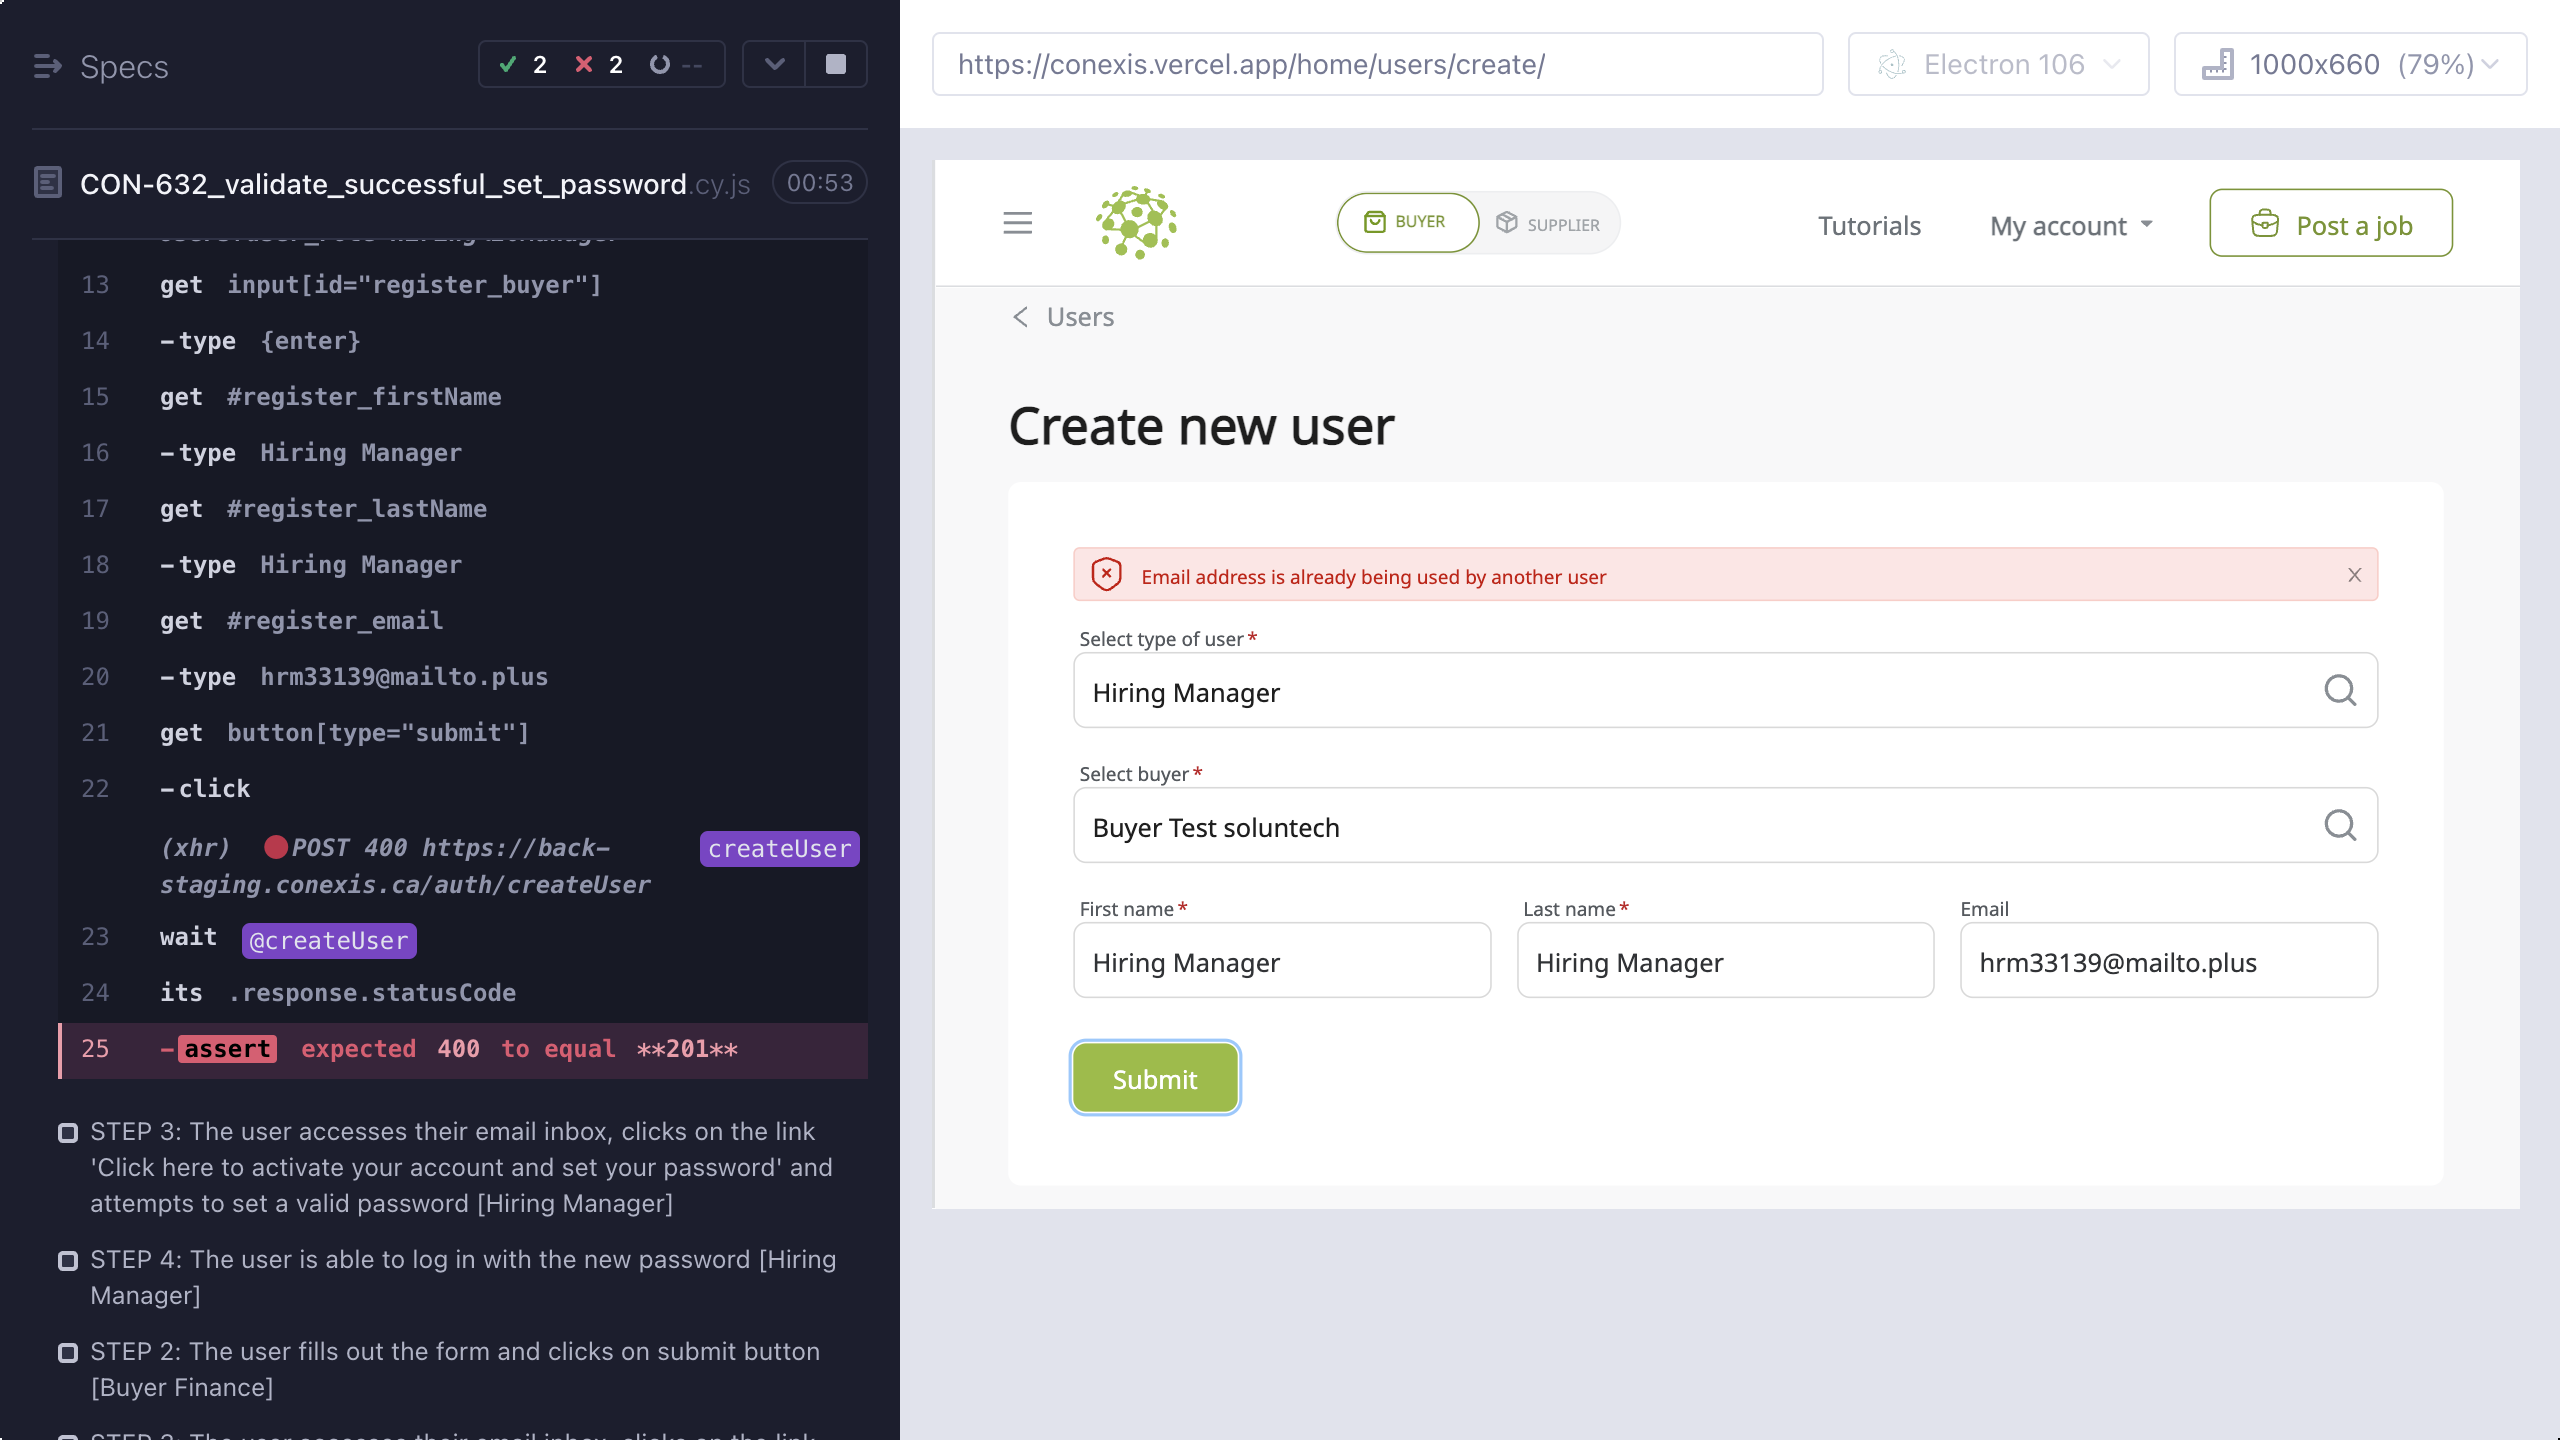 Specs
2
2
--
CON-632_validate_successful_set_password.cy.js
00:53
13 get input[id="register_buyer"]
14 -type {enter}
15 get #register_firstName
16 -type Hiring Manager
17 get #register_lastName
18 -type Hiring Manager
19 get #register_email
20 -type hrm33139@mailto.plus
21 get button[type="submit"]
22 -click
(xhr) POST 400 https://back-
staging.conexis.ca/auth/createUser
createUser
23 wait @createUser
24 its .response.statusCode
25 -assert expected 400 to equal **201**
STEP 3: The user accesses their email inbox, clicks on the link
'Click here to activate your account and set your password' and
attempts to set a valid password [Hiring Manager]
STEP 4: The user is able to log in with the new password [Hiring
Manager]
STEP 2: The user fills out the form and clicks on submit button
[Buyer Finance]
https://conexis.vercel.app/home/users/create/
Electron 106
1000x660 (79%)
BUYER
SUPPLIER
Tutorials
My account
Post a job
Users
Create new user
Email address is already being used by another user
Select type of user*
Hiring Manager
Select buyer*
Buyer Test soluntech
First name*
Last name*
Email
Hiring Manager
Hiring Manager
hrm33139@mailto.plus
Submit